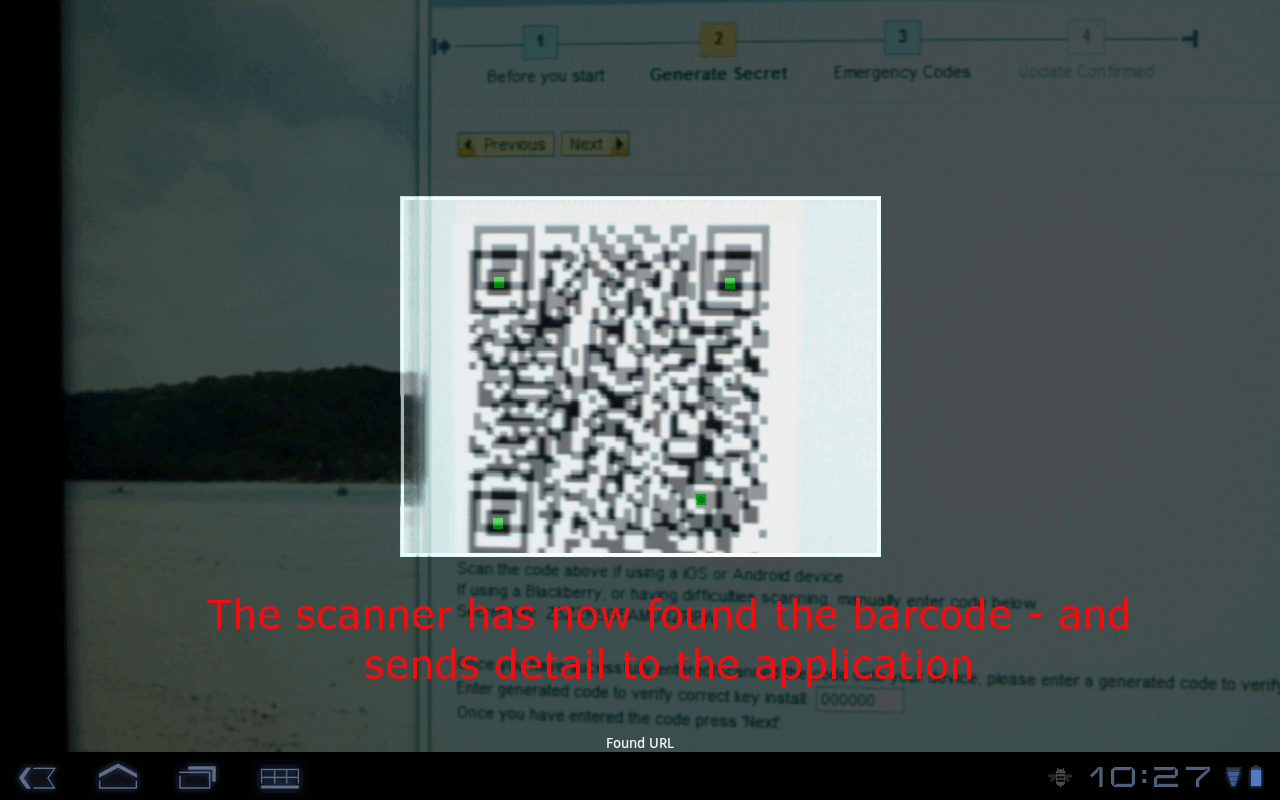 1 2 3 4
Before you start Generate Secret Emergency Codes Update Confirmed
Previous Next
Scan the code above if using a iOS or Android device
If using a Blackberry, or having difficulties scanning, manually enter code below
The scanner has now found the barcode - and
sends detail to the application
device, please enter a generated code to verify
Enter generated code to verify correct key install 000000
Once you have entered the code press 'Next'
Found URL
10:27